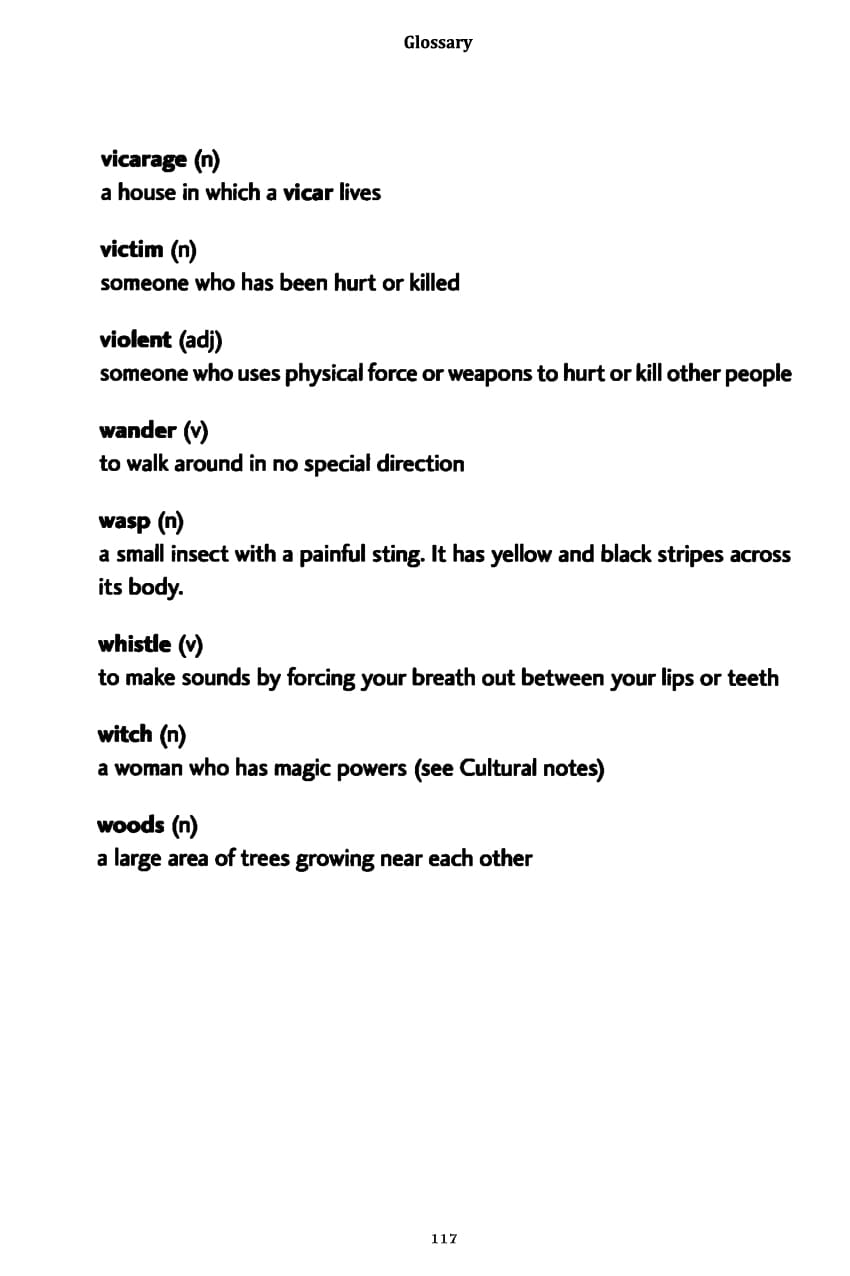 Glossary
vicarage (n)
a house in which a vicar lives
victim (n)
someone who has been hurt or killed
violent (adj)
someone who uses physical force or weapons to hurt or kill other people
wander (v)
to walk around in no special direction
wasp (n)
a small insect with a painful sting. It has yellow and black stripes across
its body.
whistle (v)
to make sounds by forcing your breath out between your lips or teeth
witch (n)
a woman who has magic powers (see Cultural notes)
woods (n)
a large area of trees growing near each other
117